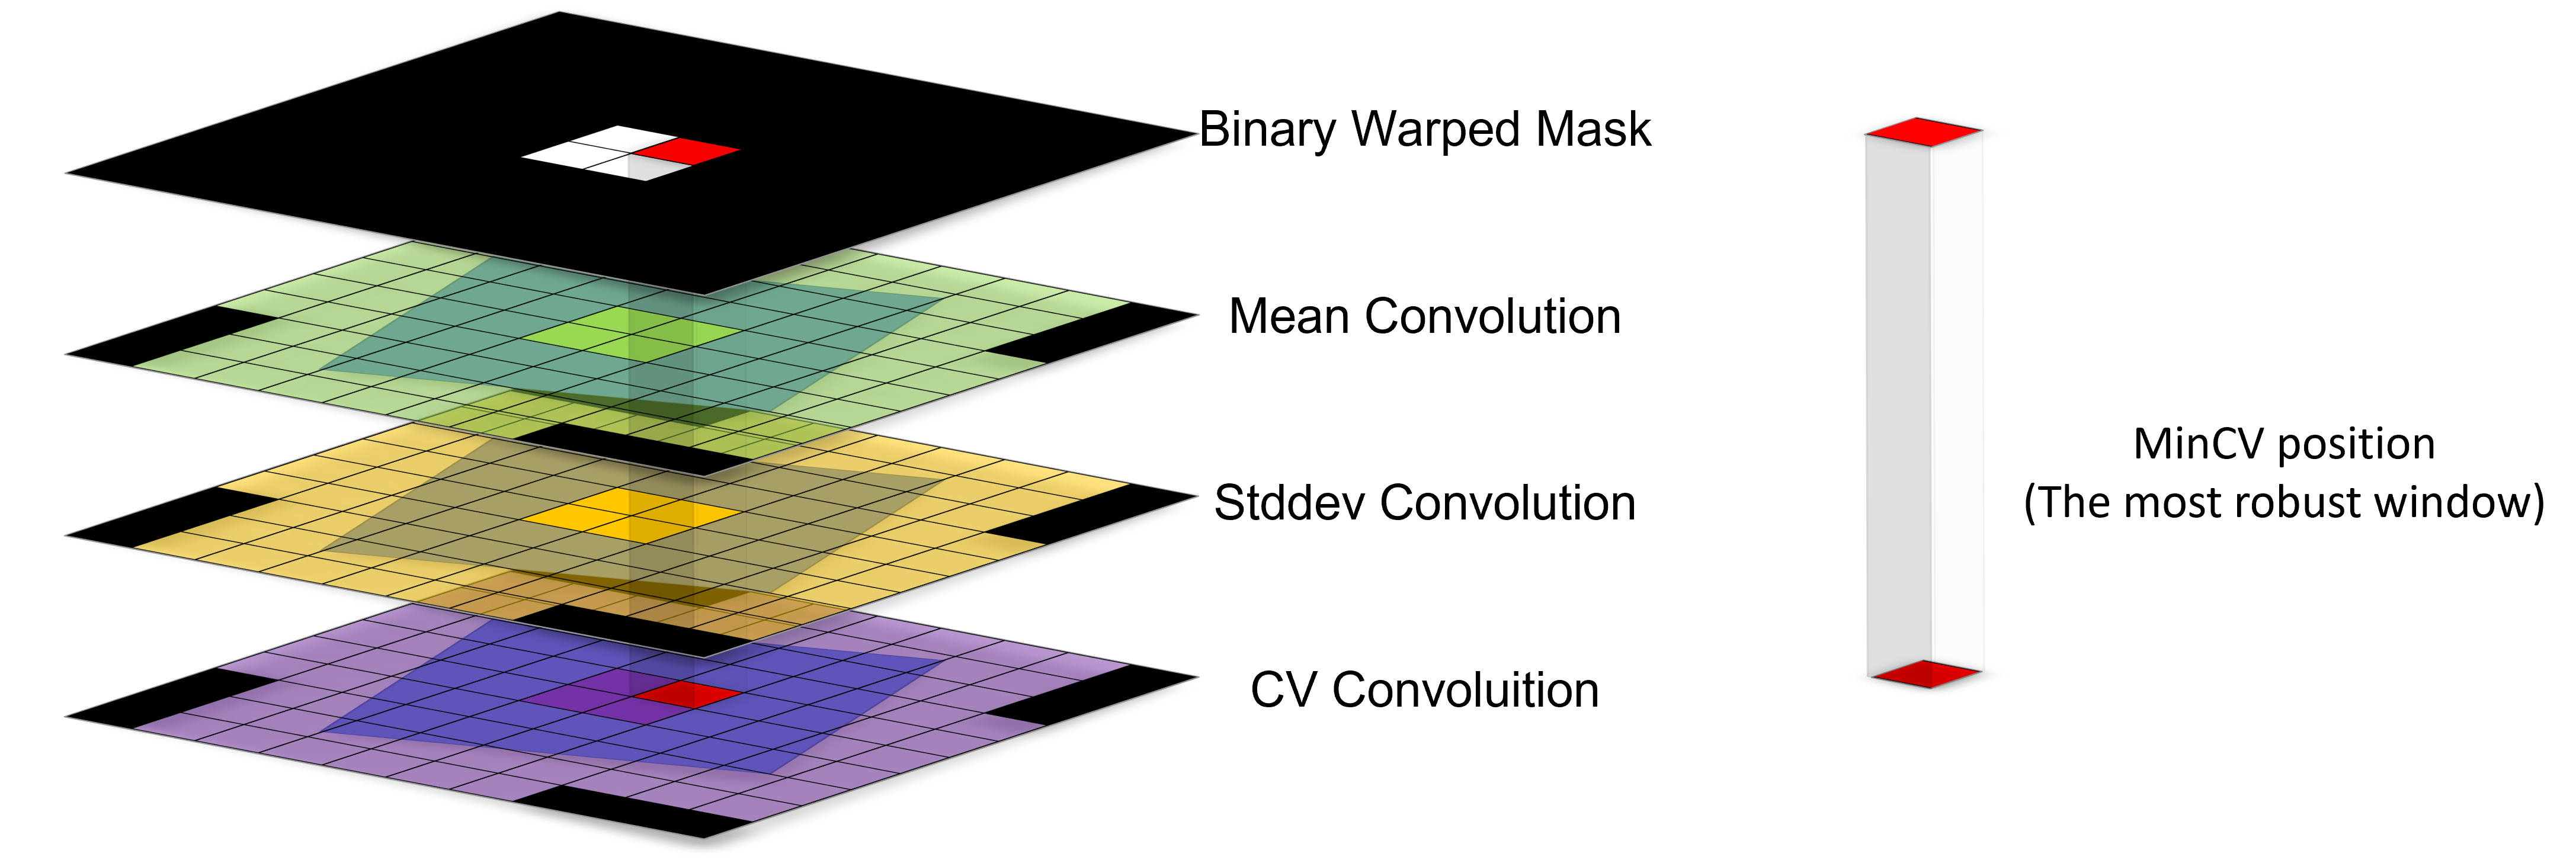 Binary Warped Mask
Mean Convolution
Stddev Convolution
CV Convoluition
MinCV position
(The most robust window)